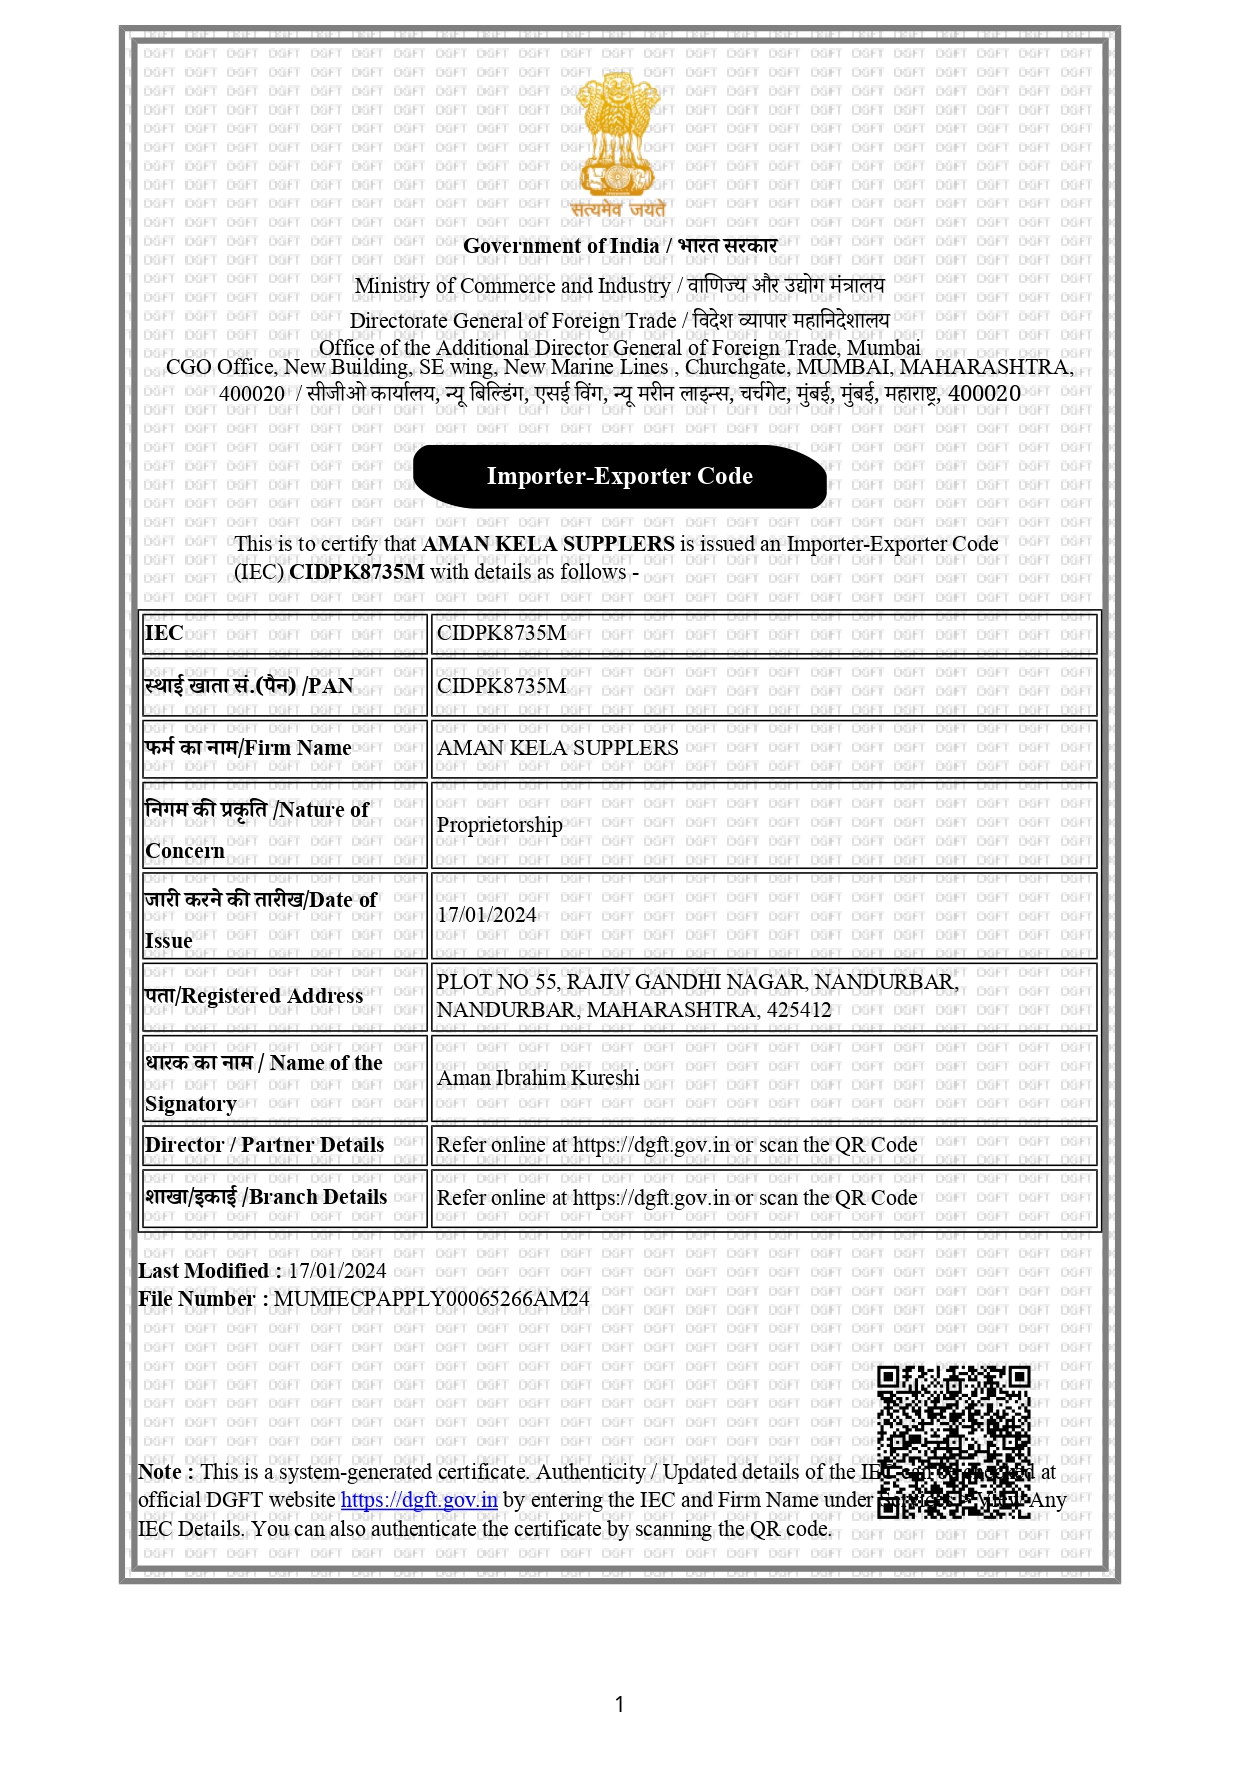 सत्यमेव जयते
Government of India / भारत सरकार
Ministry of Commerce and Industry / वाणिज्य और उद्योग मंत्रालय
Directorate General of Foreign Trade / विदेश व्यापार महानिदेशालय
Office of the Additional Director General of Foreign Trade, Mumbai
CGO Office, New Building, SE wing, New Marine Lines , Churchgate, MUMBAI, MAHARASHTRA,
400020 / सीजीओ कार्यालय, न्यू बिल्डिंग, एसई विंग, न्यू मरीन लाइन्स, चर्चगेट, मुंबई, मुंबई, महाराष्ट्र, 400020
Importer-Exporter Code
This is to certify that AMAN KELA SUPPLERS is issued an Importer-Exporter Code
(IEC) CIDPK8735M with details as follows -
IEC CIDPK8735M
स्थाई खाता सं.(पैन) /PAN CIDPK8735M
फर्म का नाम/Firm Name AMAN KELA SUPPLERS
निगम की प्रकृति /Nature of
Concern
Proprietorship
जारी करने की तारीख/Date of
Issue
17/01/2024
पता/Registered Address
PLOT NO 55, RAJIV GANDHI NAGAR, NANDURBAR,
NANDURBAR, MAHARASHTRA, 425412
धारक का नाम / Name of the
Signatory
Aman Ibrahim Kureshi
Director / Partner Details Refer online at https://dgft.gov.in or scan the QR Code
शाखा/इकाई /Branch Details Refer online at https://dgft.gov.in or scan the QR Code
Last Modified : 17/01/2024
File Number : MUMIECPAPPLY00065266AM24
Note : This is a system-generated certificate. Authenticity / Updated details of the IEC can at
official DGFT website https://dgft.gov.in by entering the IEC and Firm Name under Any
IEC Details. You can also authenticate the certificate by scanning the QR code.
1